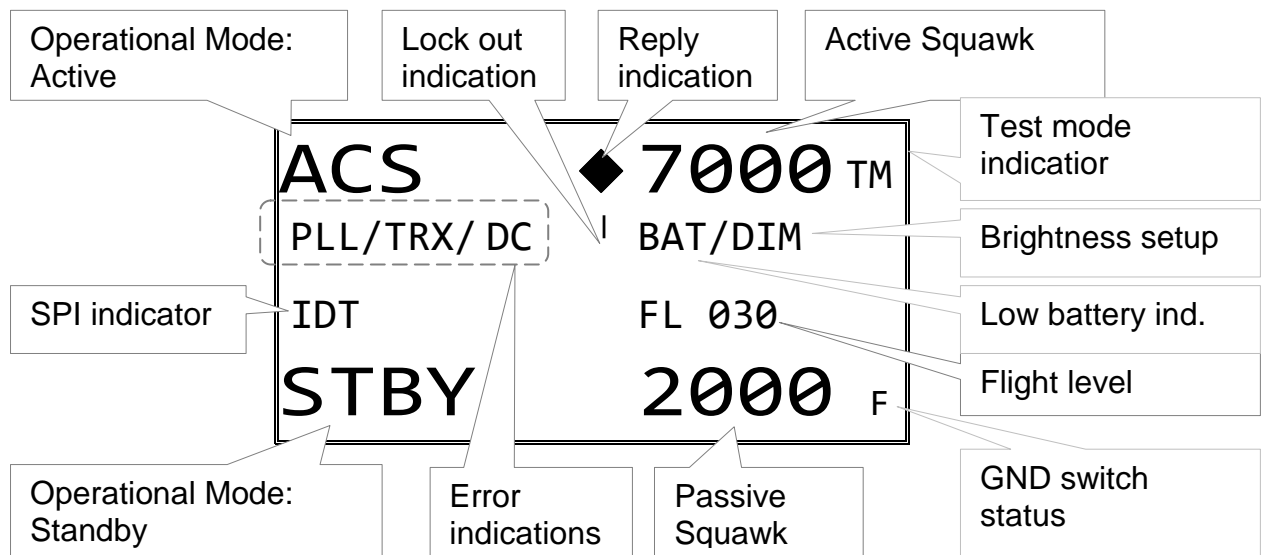 Operational Mode:
Active
Lock out
indication
Reply
indication
Active Squawk
Test mode
indicatior
ACS
◆ 7000 TM
PLL/TRX/ DC
ı BAT/DIM
Brightness setup
SPI indicator
IDT
FL 030
Low battery ind.
Flight level
STBY
2000 F
Operational Mode:
Standby
Error
indications
Passive
Squawk
GND switch
status